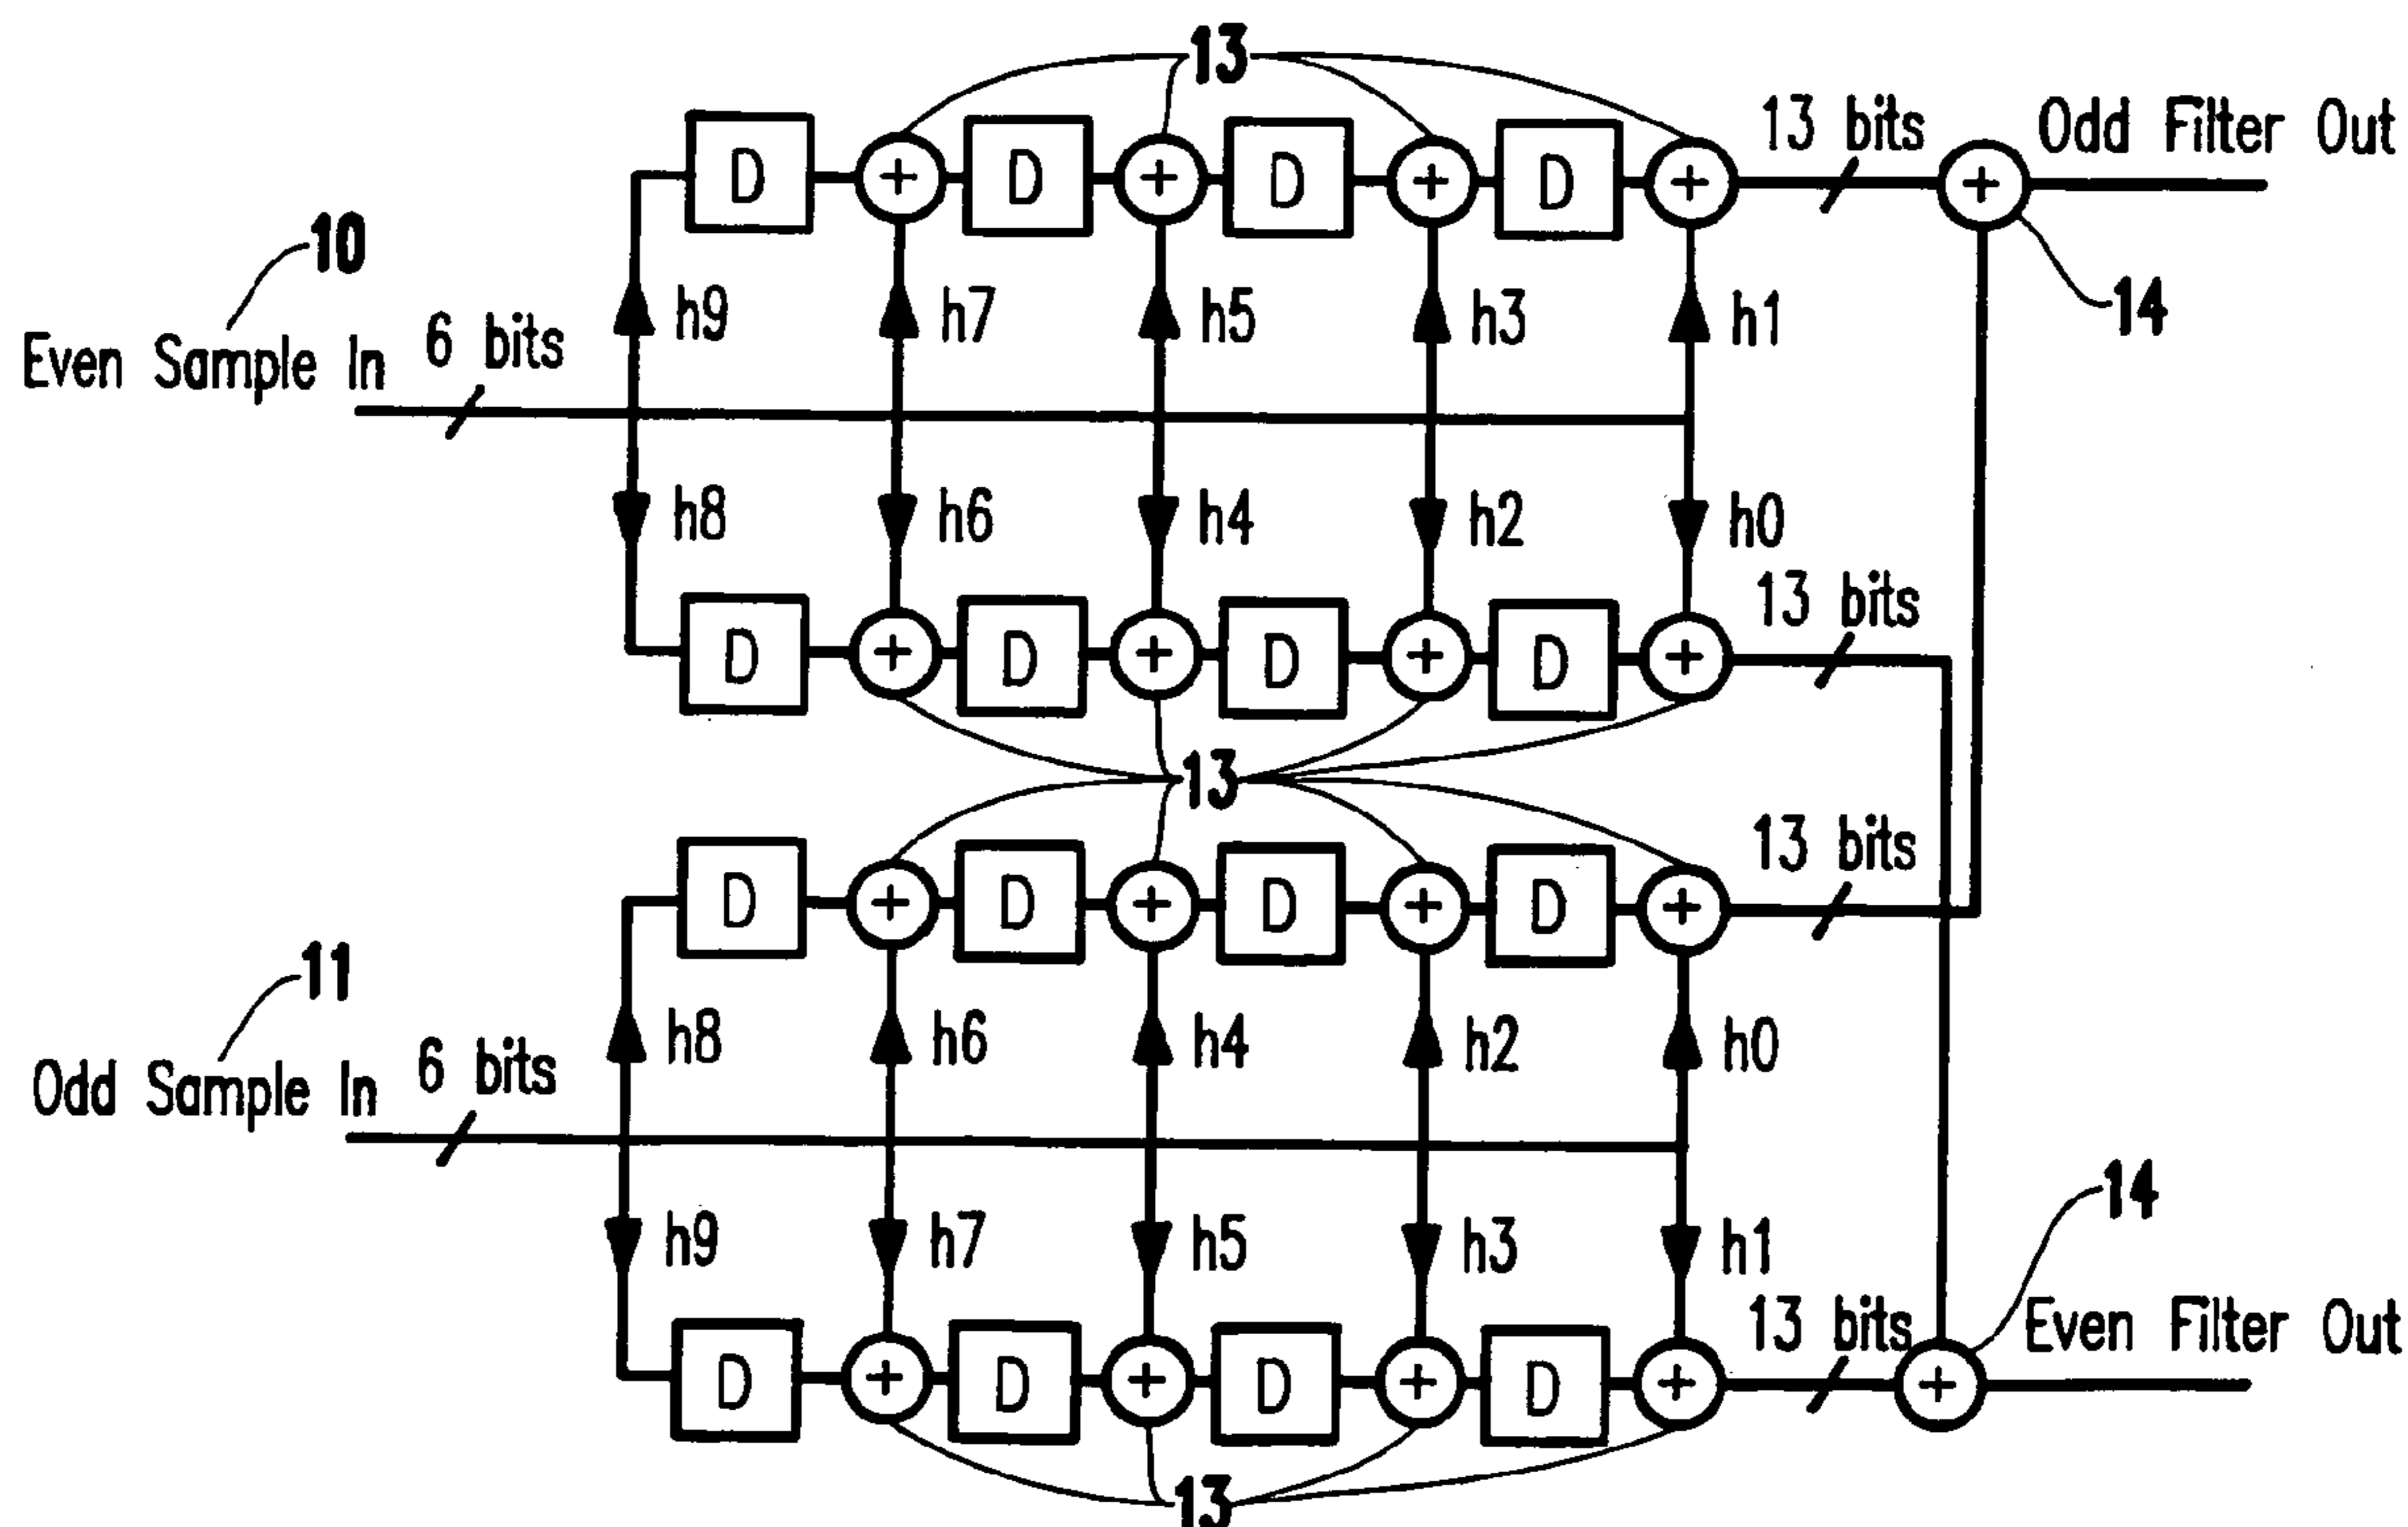 13
13 bits Odd Filter Out
D + D + D + D + +
10
h9 h7 h5 h3 h1 14
Even Sample In 6 bits
h8 h6 h4 h2 h0
13 bits
D + D + D + D +
13
13 bits
D + D + D + D +
11
h8 h6 h4 h2 h0
Odd Sample In 6 bits
14
h9 h7 h5 h3 h1
13 bits Even Filter Out
D + D + D + D + +
13